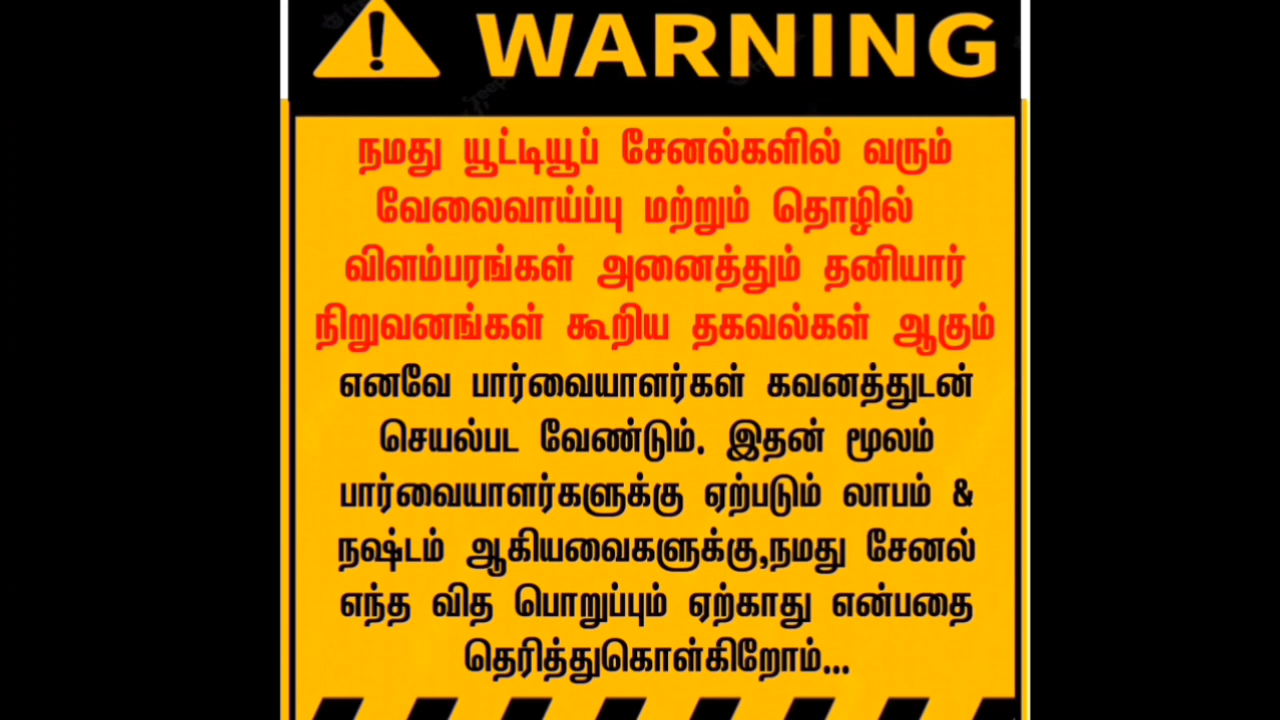 WARNING
நமது யூட்டியூப் சேனல்களில் வரும்
வேலைவாய்ப்பு மற்றும் தொழில்
விளம்பரங்கள் அனைத்தும் தனியார்
நிறுவனங்கள் கூறிய தகவல்கள் ஆகும்
எனவே பார்வையாளர்கள் கவனத்துடன்
செயல்பட வேண்டும். இதன் மூலம்
பார்வையாளர்களுக்கு ஏற்படும் லாபம் &
நஷ்டம் ஆகியவைகளுக்கு,நமது சேனல்
எந்த வித பொறுப்பும் ஏற்காது என்பதை
தெரித்துகொள்கிறோம்...